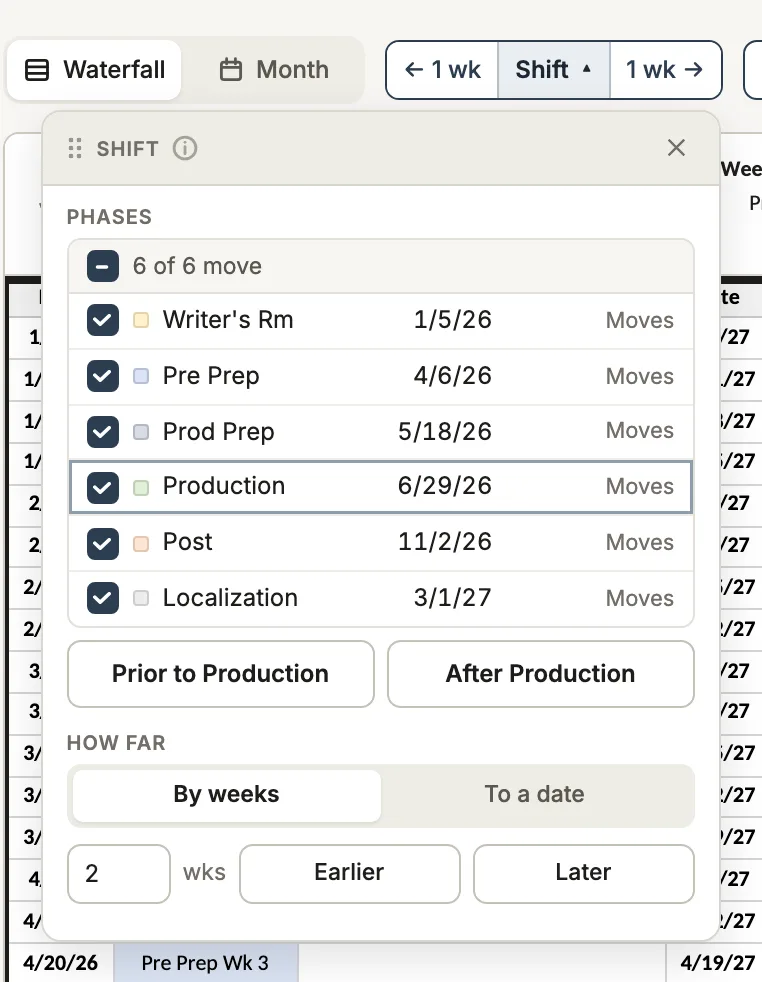 Waterfall Month ← 1 wk Shift ▲ 1 wk →
SHIFT
PHASES
6 of 6 move
Writer's Rm 1/5/26 Moves
Pre Prep 4/6/26 Moves
Prod Prep 5/18/26 Moves
Production 6/29/26 Moves
Post 11/2/26 Moves
Localization 3/1/27 Moves
Prior to Production After Production
HOW FAR
By weeks To a date
2 wks Earlier Later
4/20/26 Pre Prep Wk 3 4/19/27